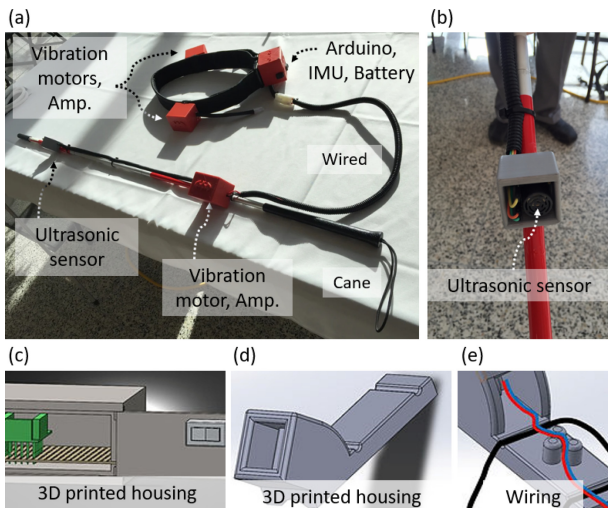 (a)
Vibration
motors,
Amp.
Arduino,
IMU, Battery
Wired
Ultrasonic
sensor
Vibration
motor, Amp.
Cane
(b)
Ultrasonic sensor
(c)
3D printed housing
(d)
3D printed housing
(e)
Wiring